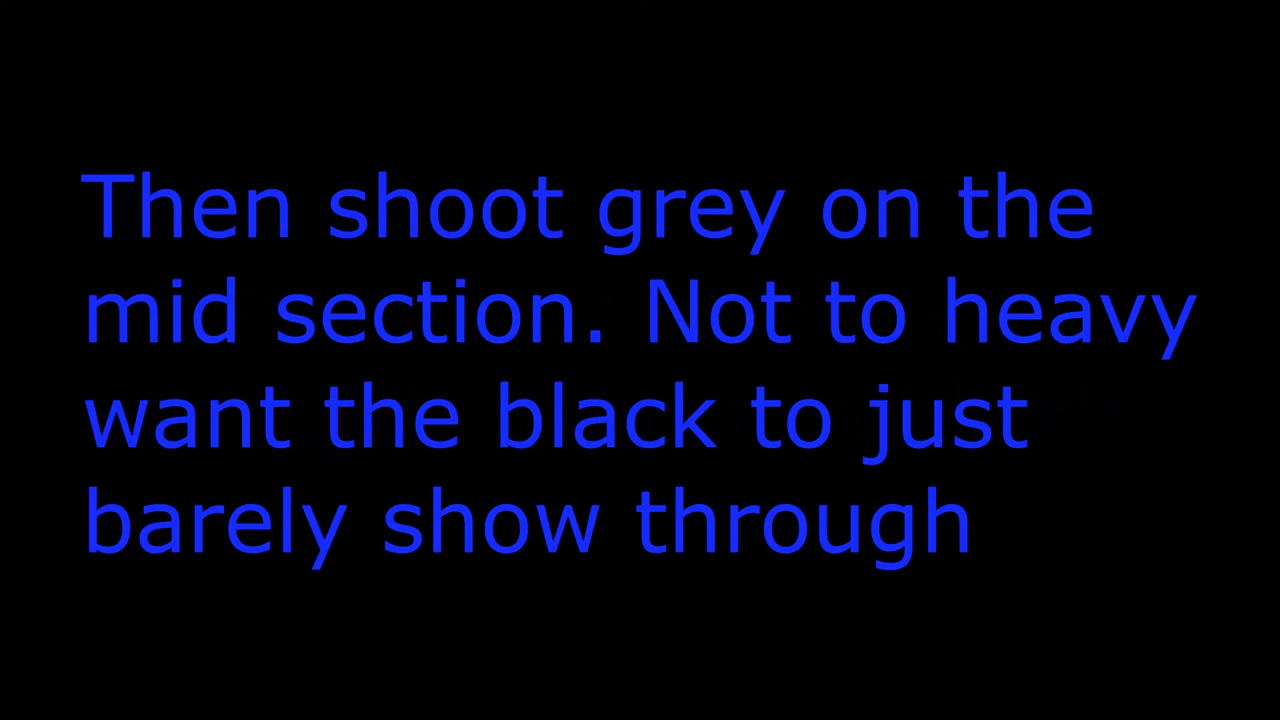 Then shoot grey on the
mid section. Not to heavy
want the black to just
barely show through